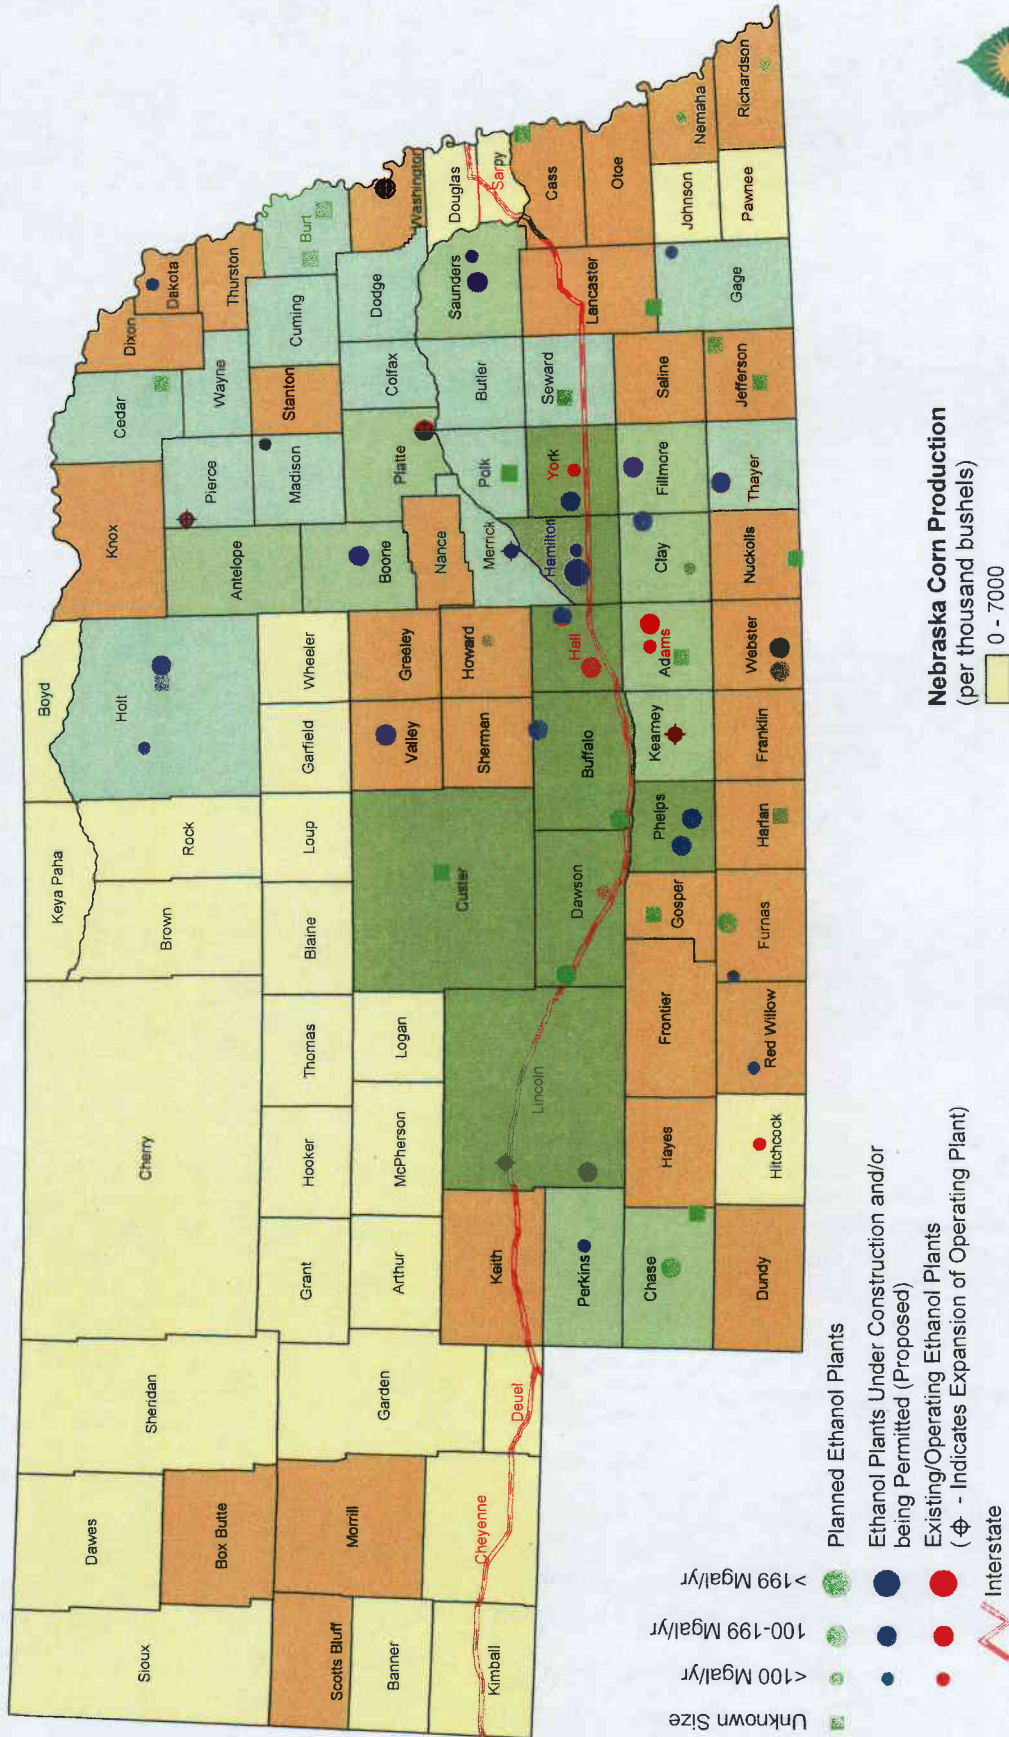 Sioux
Dawes
Sheridan
Cherry
Keya Paha
Boyd
Brown
Rock
Holt
Knox
Cedar
Dixon
Dakota
Box Butte
Antelope
Pierce
Wayne
Thurston
Scotts Bluff
Morrill
Garden
Grant
Hooker
Thomas
Blaine
Loup
Garfield
Wheeler
Boone
Madison
Stanton
Cuming
Burt
Banner
Arthur
McPherson
Logan
Custer
Valley
Greeley
Nance
Platte
Colfax
Dodge
Washington
Kimball
Cheyenne
Deuel
Keith
Lincoln
Sherman
Howard
Merrick
Polk
Butler
Saunders
Douglas
Sarpy
Perkins
Dawson
Buffalo
Hall
Hamilton
York
Seward
Lancaster
Cass
Otoe
Chase
Hayes
Frontier
Gosper
Phelps
Kearney
Adams
Clay
Fillmore
Saline
Johnson
Nemaha
Dundy
Hitchcock
Red Willow
Furnas
Harlan
Franklin
Webster
Nuckolls
Thayer
Jefferson
Gage
Pawnee
Richardson
Unknown Size
<100 Mgal/yr
100-199 Mgal/yr
>199 Mgal/yr
Planned Ethanol Plants
Ethanol Plants Under Construction and/or
being Permitted (Proposed)
Existing/Operating Ethanol Plants
( - Indicates Expansion of Operating Plant)
Interstate
Nebraska Corn Production
(per thousand bushels)
0 - 7000